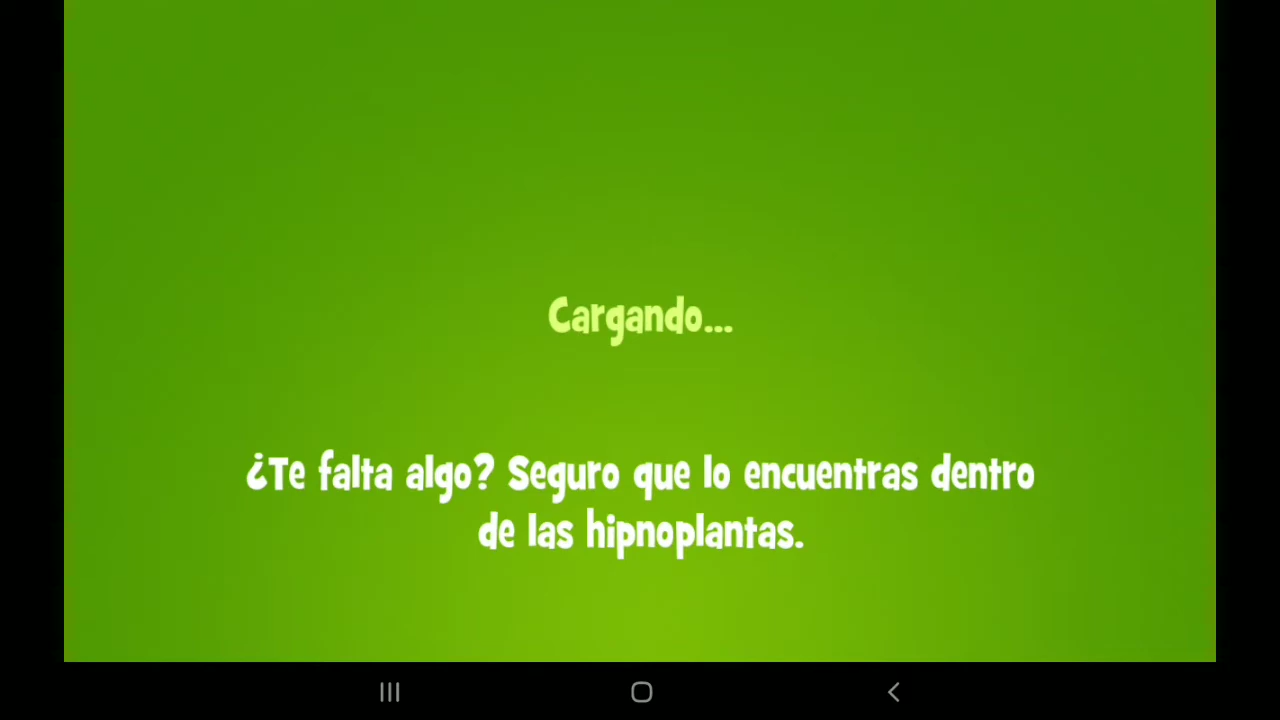 Cargando...
¿Te falta algo? Seguro que lo encuentras dentro
de las hipnoplantas.